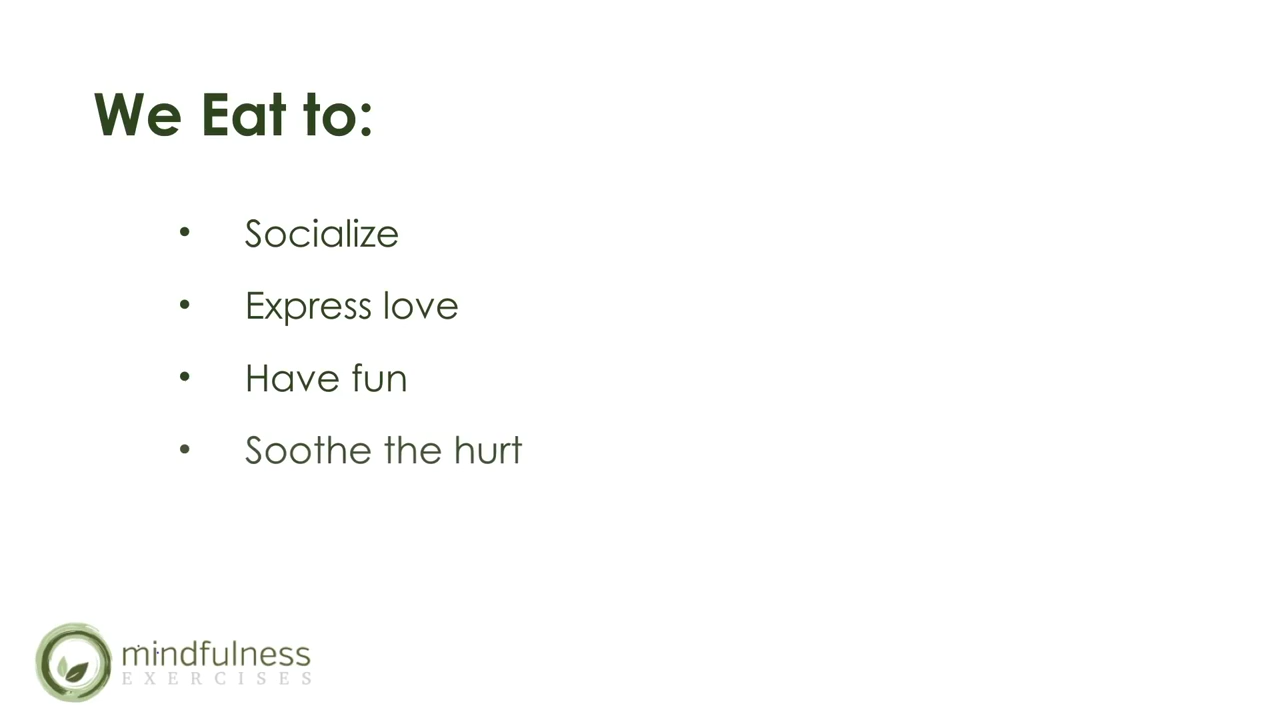 We Eat to:
• Socialize
• Express love
• Have fun
• Soothe the hurt
mindfulness
EXERCISES